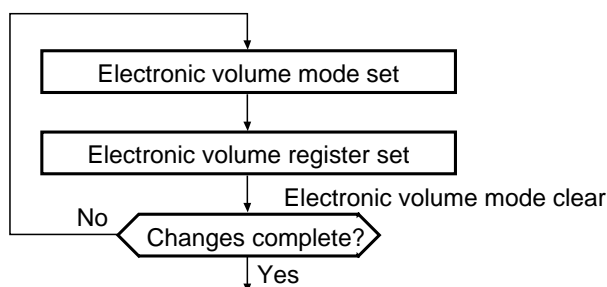 Electronic volume mode set
Electronic volume register set
Electronic volume mode clear
No
Changes complete?
Yes